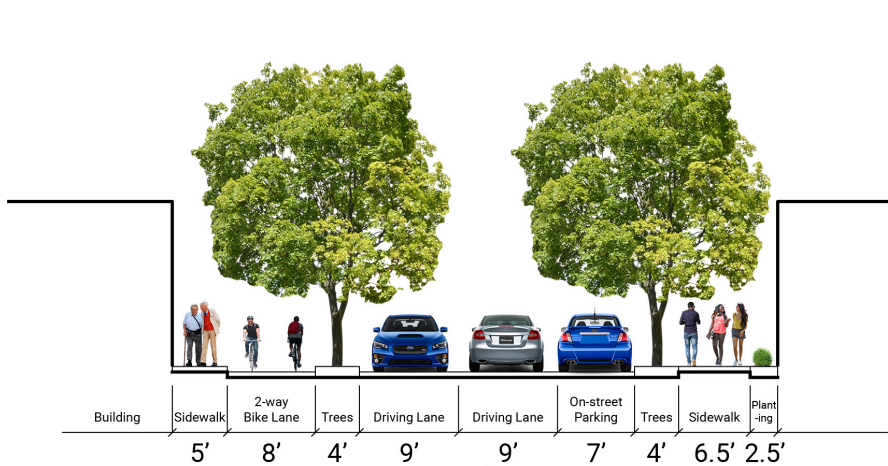 Building
Sidewalk
2-way
Bike Lane
Trees
Driving Lane
Driving Lane
On-street
Parking
Trees
Sidewalk
Plant
-ing
5’
8’
4’
9’
9’
7’
4’
6.5’
2.5’